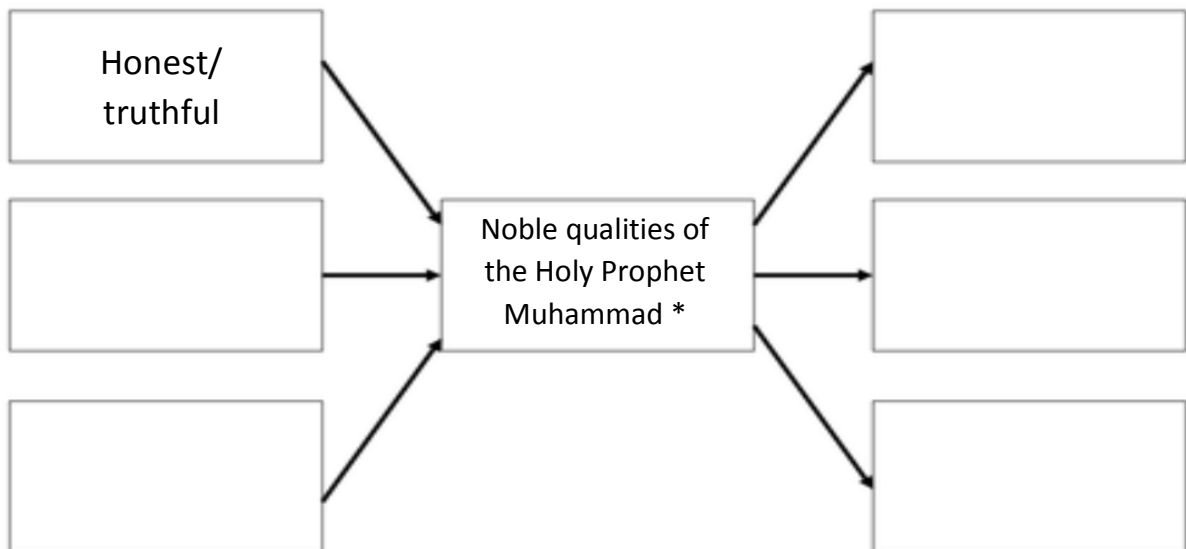 Honest/
truthful
Noble qualities of
the Holy Prophet
Muhammad *